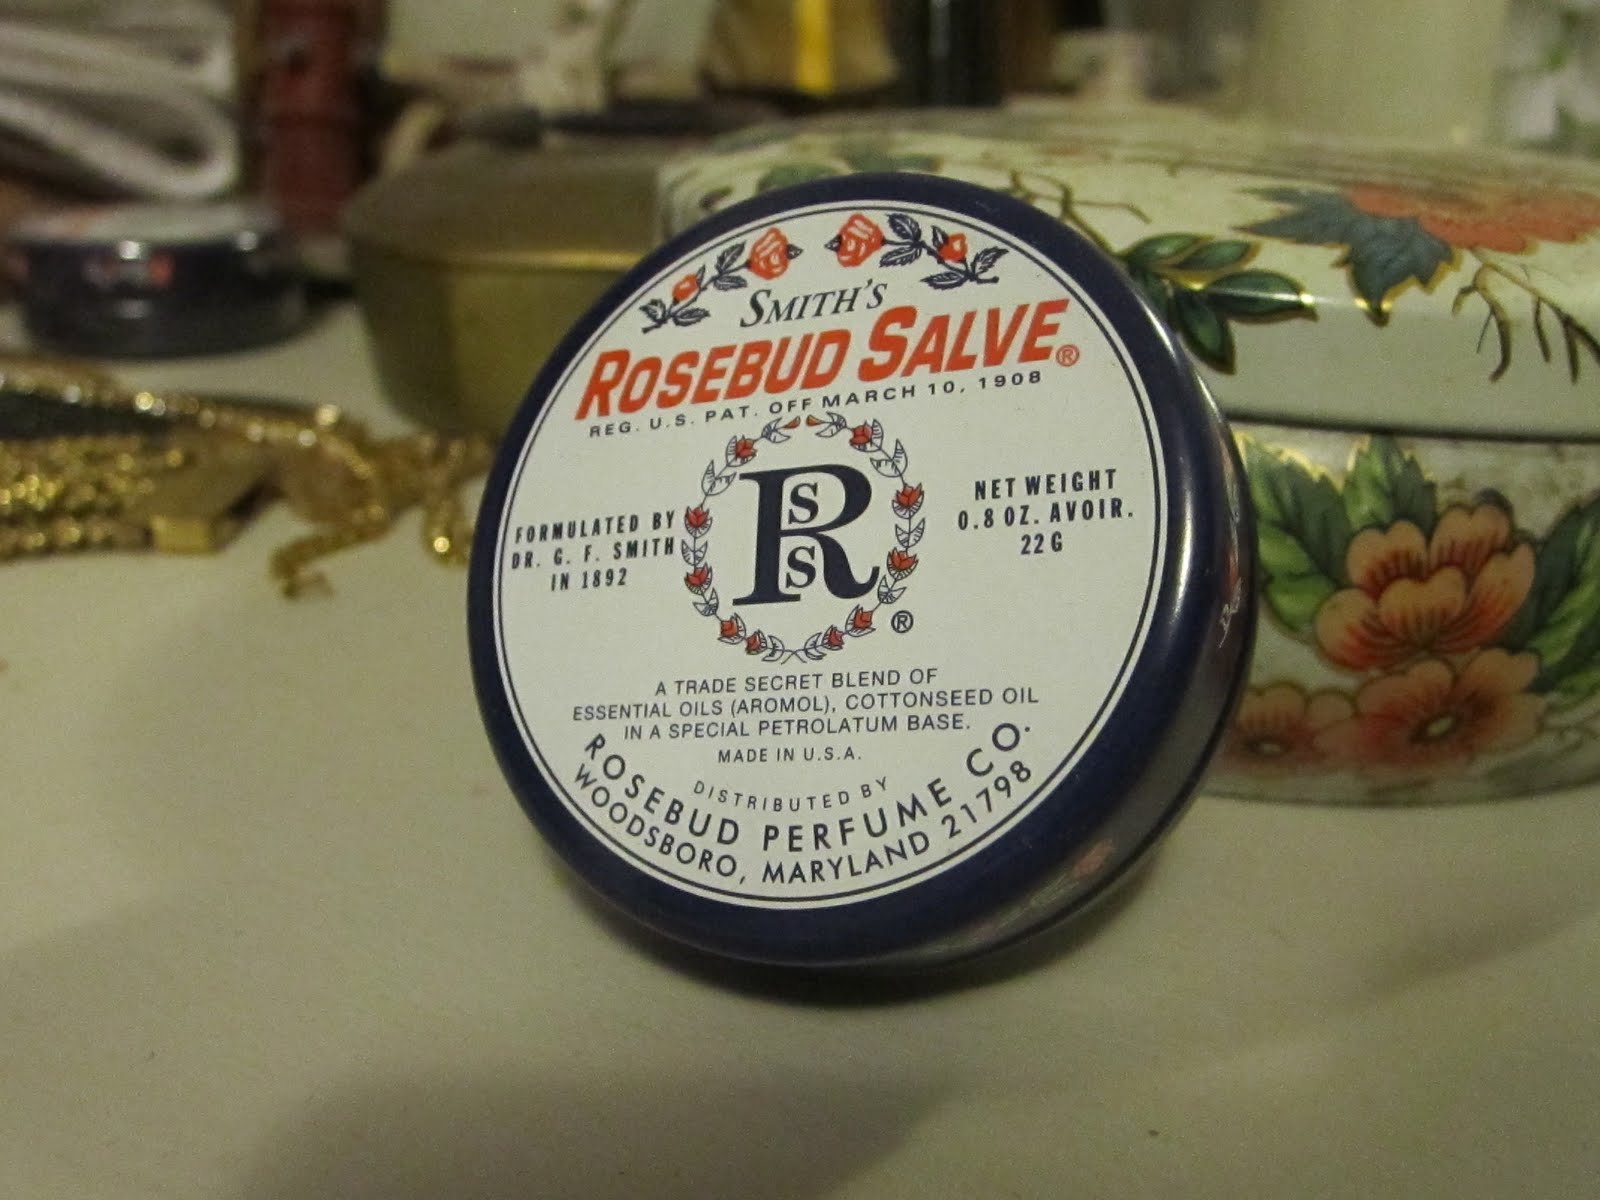 SMITH'S
ROSEBUD SALVE®
REG. U.S. PAT. OFF MARCH 10, 1908
FORMULATED BY
DR. G. F. SMITH
IN 1892
R
S
S
®
NET WEIGHT
0.8 OZ. AVOIR.
22 G
A TRADE SECRET BLEND OF
ESSENTIAL OILS (AROMOL), COTTONSEED OIL
IN A SPECIAL PETROLATUM BASE.
MADE IN U.S.A.
DISTRIBUTED BY
ROSEBUD PERFUME CO.
WOODSBORO, MARYLAND 21798